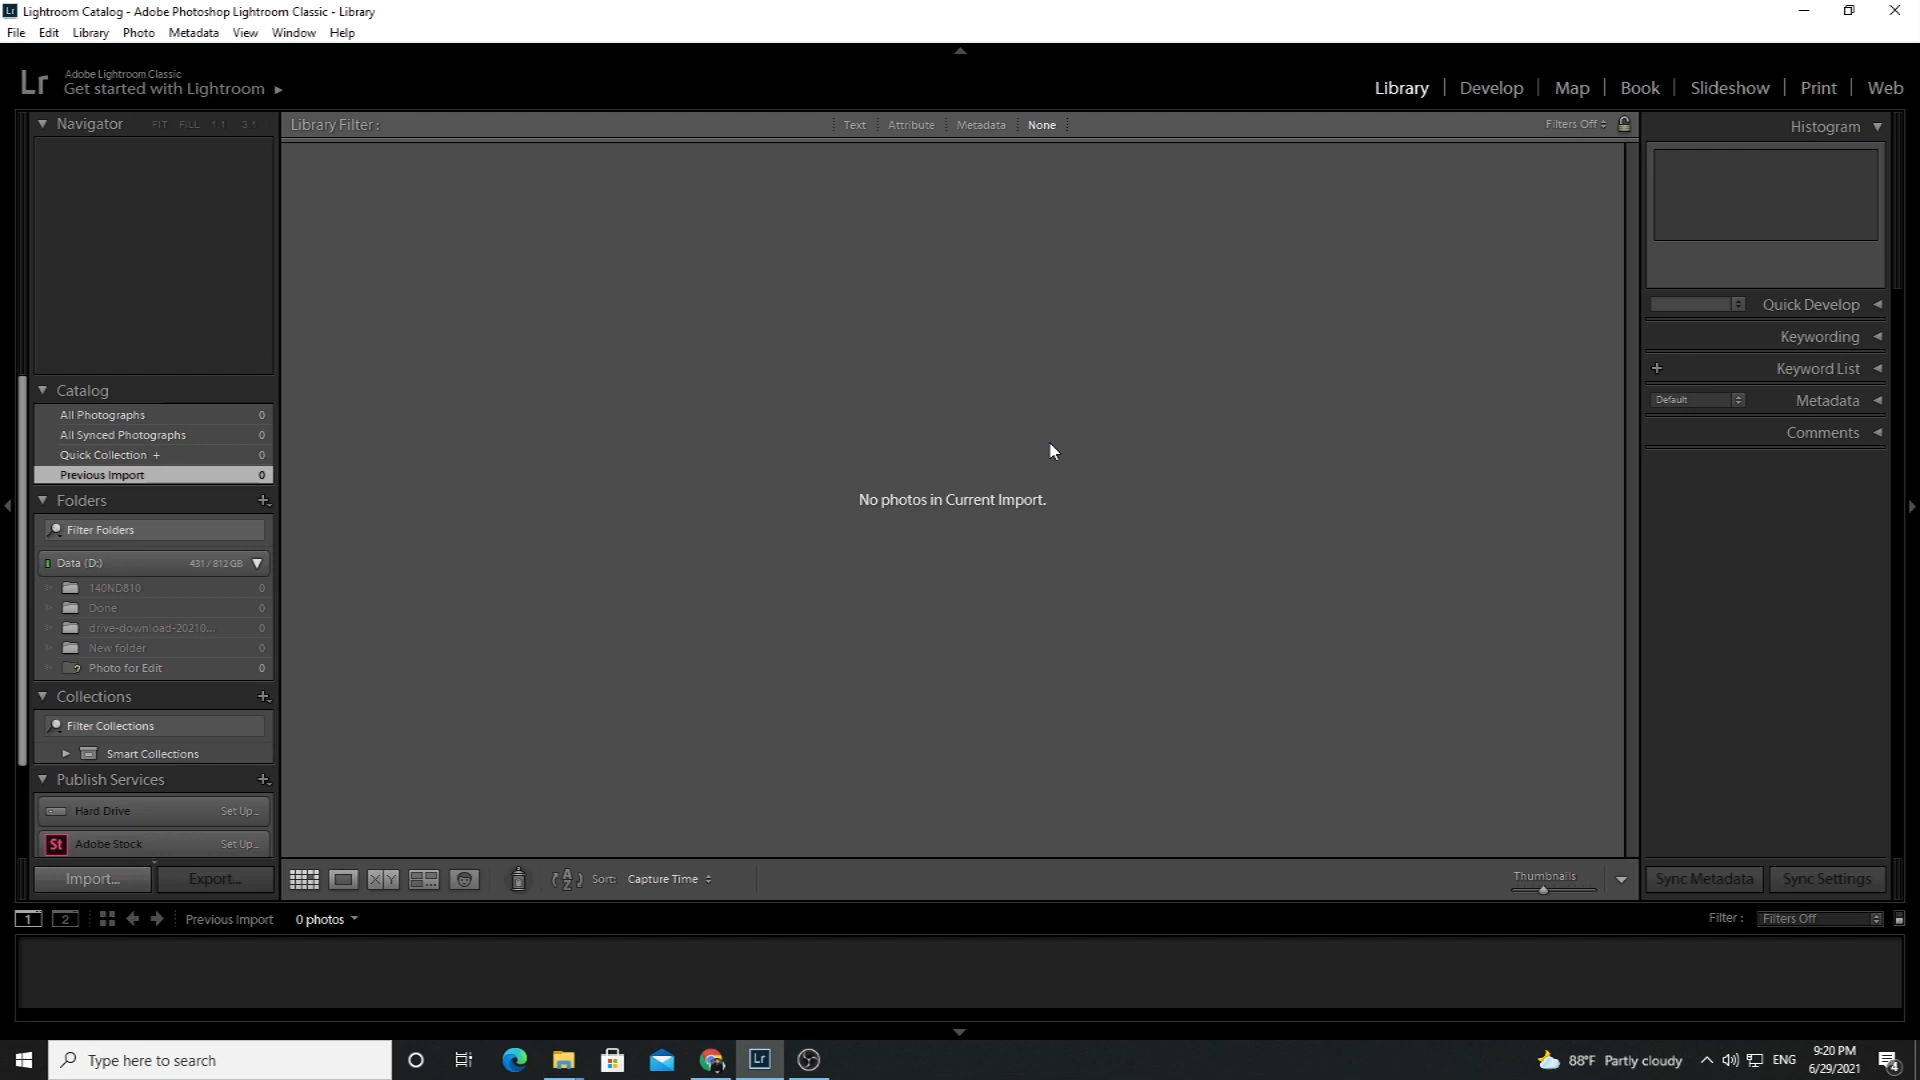 Lightroom Catalog - Adobe Photoshop Lightroom Classic - Library
File Edit Library Photo Metadata View Window Help
Lr
Adobe Lightroom Classic
Get started with Lightroom
Library Develop Map Book Slideshow Print Web
Navigator FIT FILL 1:1 3:1
Library Filter : Text Attribute Metadata None Filters Off
Histogram
Quick Develop
Keywording
Keyword List
Default Metadata
Comments
No photos in Current Import.
Catalog
All Photographs 0
All Synced Photographs 0
Quick Collection + 0
Previous Import 0
Folders
Filter Folders
Data (D:) 431 / 812 GB
140ND810 0
Done 0
drive-download-20210... 0
New folder 0
Photo for Edit 0
Collections
Filter Collections
Smart Collections
Publish Services
Hard Drive Set Up...
St Adobe Stock Set Up...
Import... Export...
X Y A Z Sort: Capture Time
Thumbnails
Sync Metadata Sync Settings
1 2 Previous Import 0 photos
Filter : Filters Off
Type here to search
Lr
88°F Partly cloudy ENG
9:20 PM
6/29/2021
4